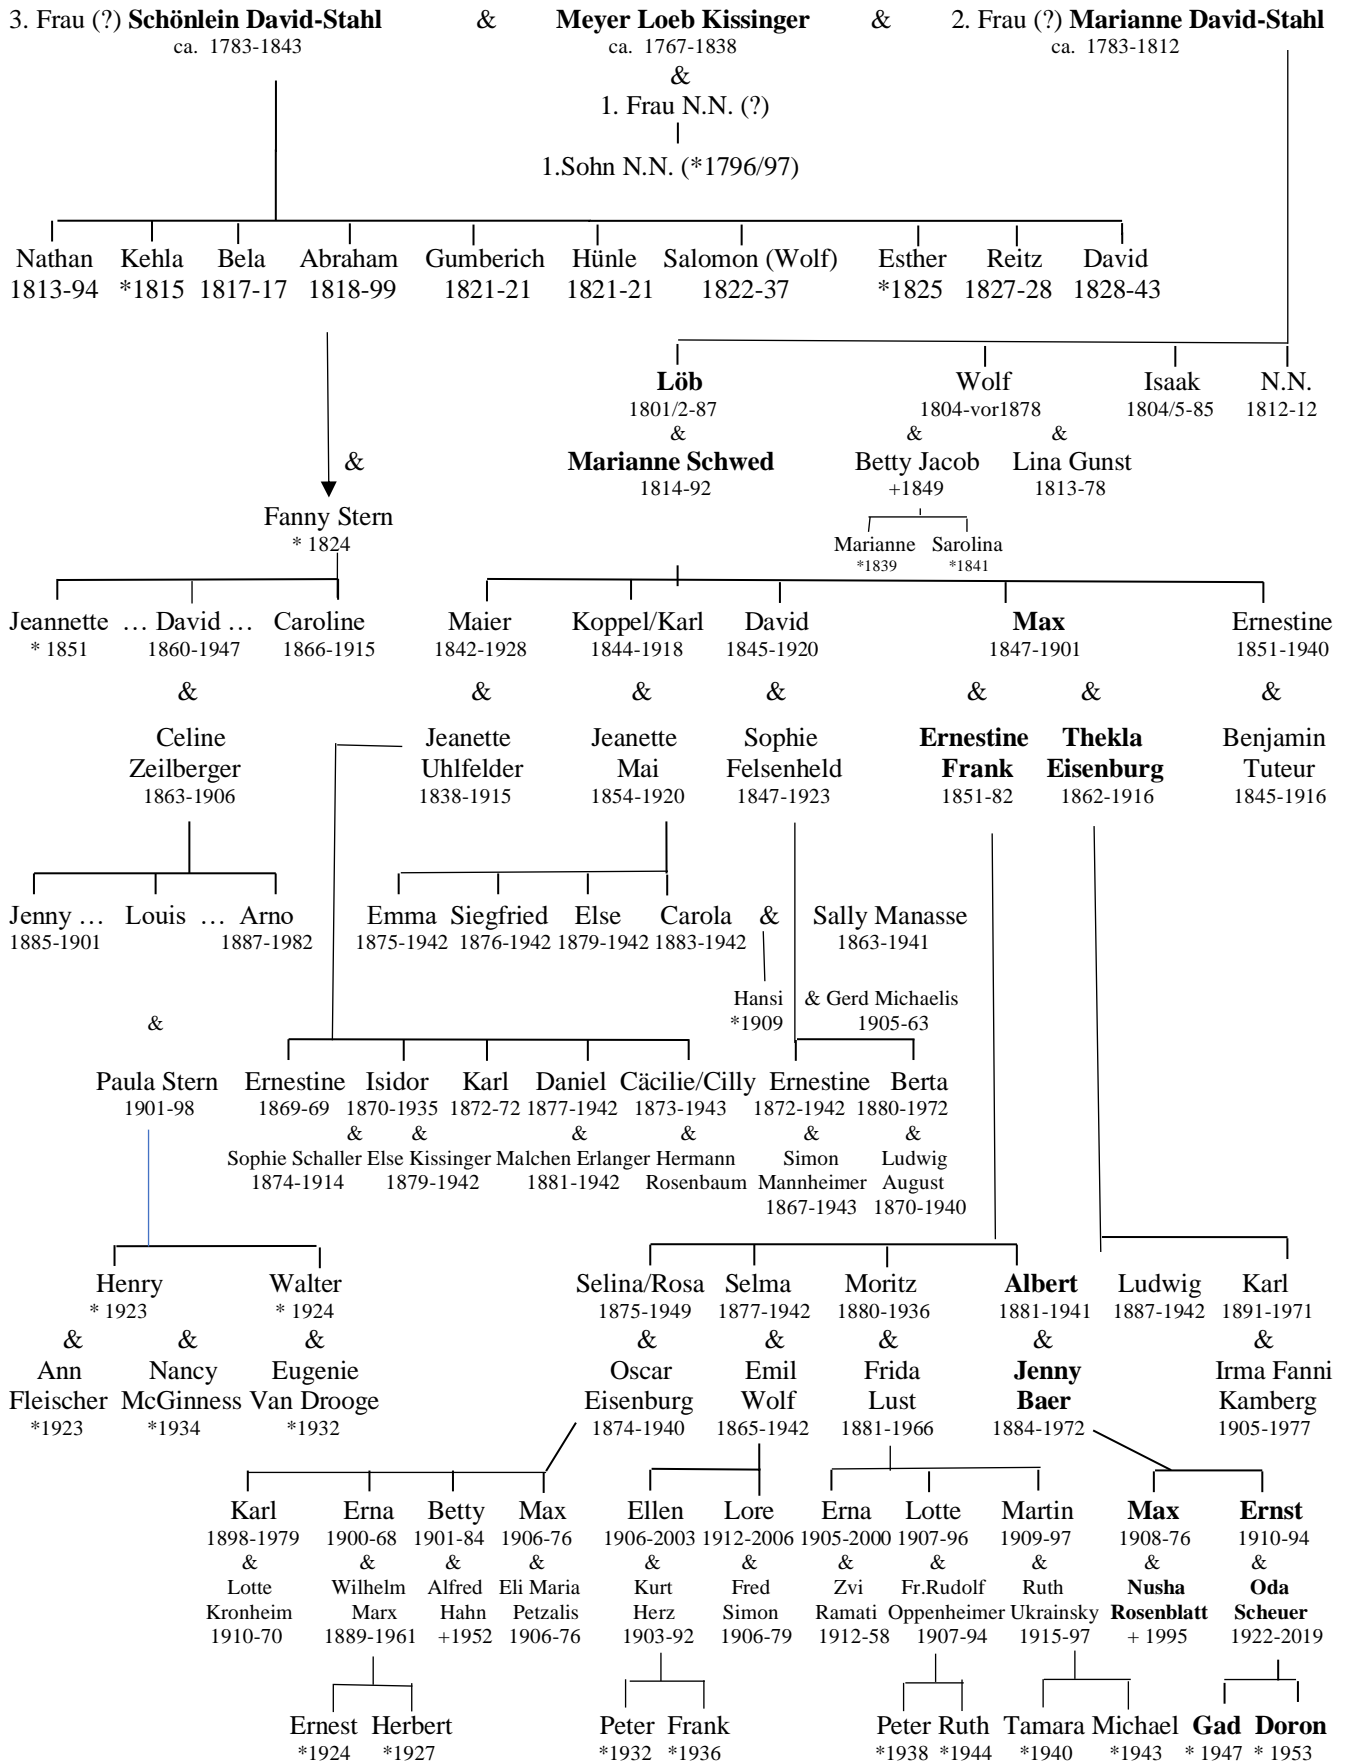 3. Frau (?) Schönlein David-Stahl & Meyer Loeb Kissinger & 2. Frau (?) Marianne David-Stahl
ca. 1783-1843 ca. 1767-1838 ca. 1783-1812
&
1. Frau N.N. (?)
1.Sohn N.N. (*1796/97)
Nathan Kehla Bela Abraham Gumberich Hünle Salomon (Wolf) Esther Reitz David
1813-94 *1815 1817-17 1818-99 1821-21 1821-21 1822-37 *1825 1827-28 1828-43
Löb Wolf Isaak N.N.
1801/2-87 1804-vor1878 1804/5-85 1812-12
& & &
& Marianne Schwed Betty Jacob Lina Gunst
1814-92 +1849 1813-78
Fanny Stern
* 1824
Marianne Sarolina
*1839 *1841
Jeannette … David … Caroline Maier Koppel/Karl David Max Ernestine
* 1851 1860-1947 1866-1915 1842-1928 1844-1918 1845-1920 1847-1901 1851-1940
& & & & & & &
Celine Jeanette Jeanette Sophie Ernestine Thekla Benjamin
Zeilberger Uhlfelder Mai Felsenheld Frank Eisenburg Tuteur
1863-1906 1838-1915 1854-1920 1847-1923 1851-82 1862-1916 1845-1916
Jenny … Louis … Arno Emma Siegfried Else Carola & Sally Manasse
1885-1901 1887-1982 1875-1942 1876-1942 1879-1942 1883-1942 1863-1941
Hansi & Gerd Michaelis
& *1909 1905-63
Paula Stern Ernestine Isidor Karl Daniel Cäcilie/Cilly Ernestine Berta
1901-98 1869-69 1870-1935 1872-72 1877-1942 1873-1943 1872-1942 1880-1972
& & & & & &
Sophie Schaller Else Kissinger Malchen Erlanger Hermann Simon Ludwig
1874-1914 1879-1942 1881-1942 Rosenbaum Mannheimer August
1867-1943 1870-1940
Henry Walter Selina/Rosa Selma Moritz Albert Ludwig Karl
* 1923 * 1924 1875-1949 1877-1942 1880-1936 1881-1941 1887-1942 1891-1971
& & & & & & & &
Ann Nancy Eugenie Oscar Emil Frida Jenny Irma Fanni
Fleischer McGinness Van Drooge Eisenburg Wolf Lust Baer Kamberg
*1923 *1934 *1932 1874-1940 1865-1942 1881-1966 1884-1972 1905-1977
Karl Erna Betty Max Ellen Lore Erna Lotte Martin Max Ernst
1898-1979 1900-68 1901-84 1906-76 1906-2003 1912-2006 1905-2000 1907-96 1909-97 1908-76 1910-94
& & & & & & & & & & &
Lotte Wilhelm Alfred Eli Maria Kurt Fred Zvi Fr.Rudolf Ruth Nusha Oda
Kronheim Marx Hahn Petzalis Herz Simon Ramati Oppenheimer Ukrainsky Rosenblatt Scheuer
1910-70 1889-1961 +1952 1906-76 1903-92 1906-79 1912-58 1907-94 1915-97 + 1995 1922-2019
Ernest Herbert Peter Frank Peter Ruth Tamara Michael Gad Doron
*1924 *1927 *1932 *1936 *1938 *1944 *1940 *1943 * 1947 * 1953